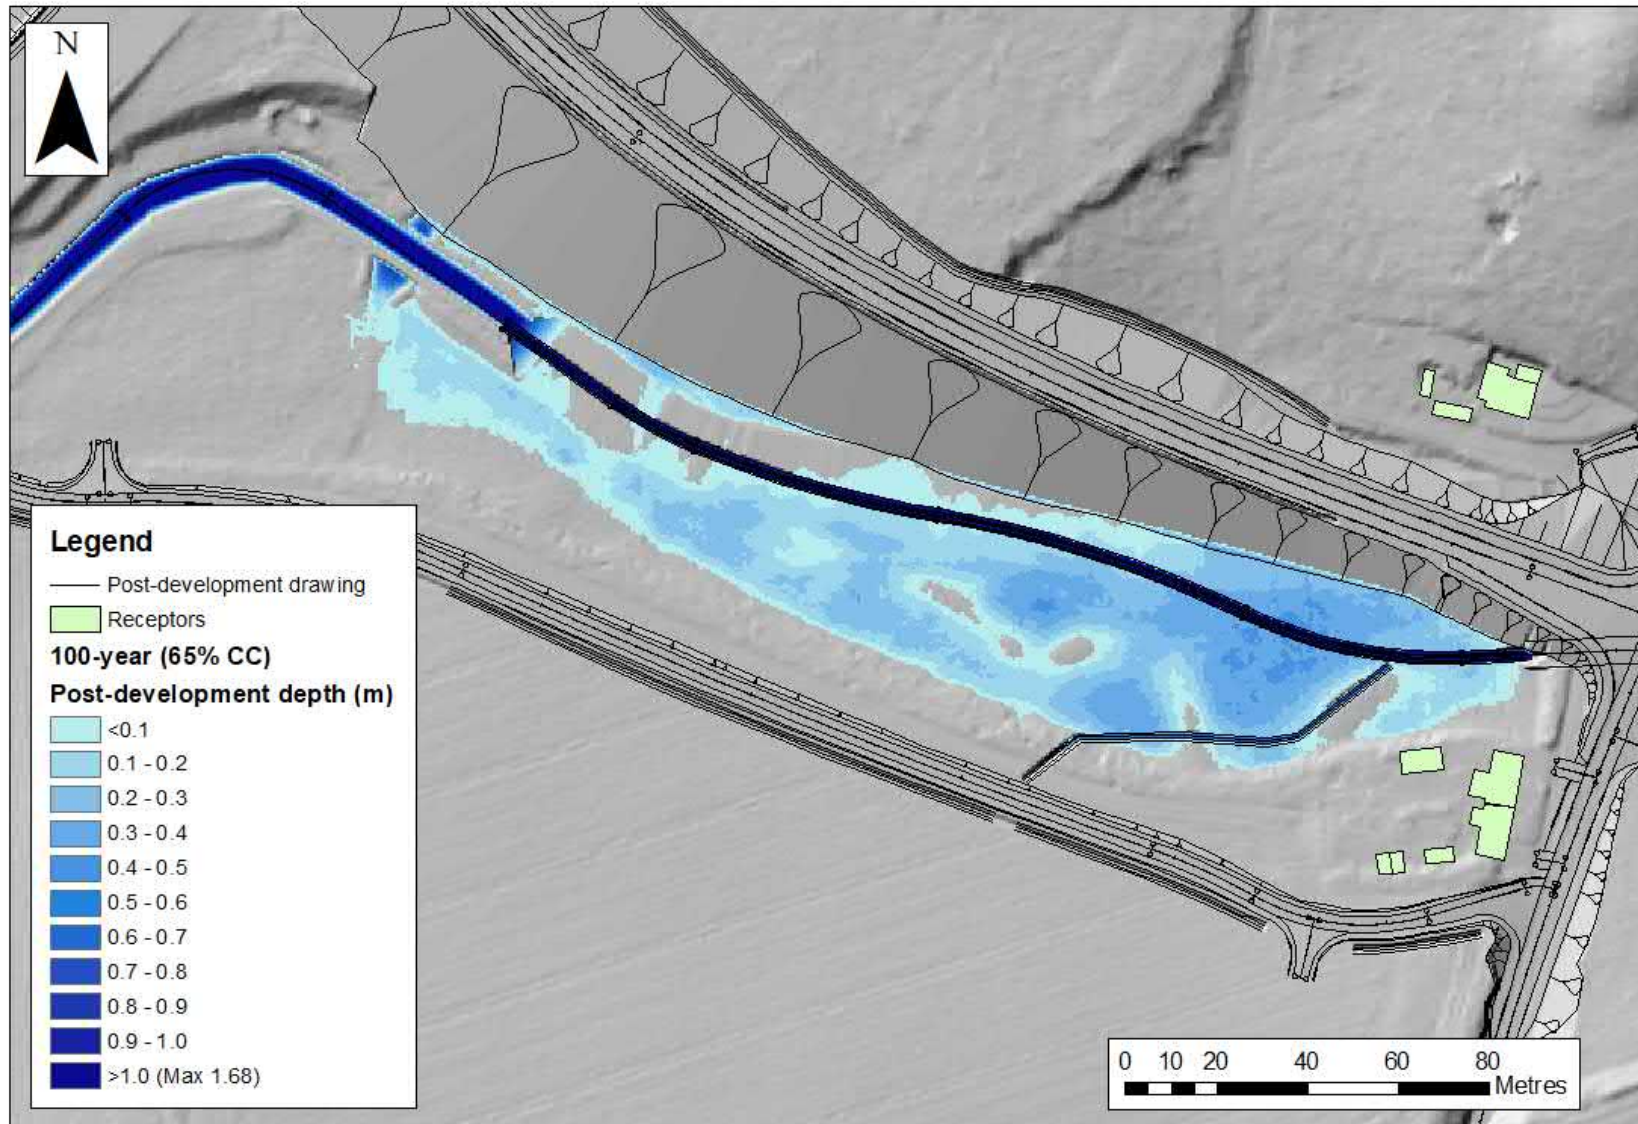 N
Legend
Post-development drawing
Receptors
100-year (65% CC)
Post-development depth (m)
<0.1
0.1 - 0.2
0.2 - 0.3
0.3 - 0.4
0.4 - 0.5
0.5 - 0.6
0.6 - 0.7
0.7 - 0.8
0.8 - 0.9
0.9 - 1.0
>1.0 (Max 1.68)
0 10 20 40 60 80
Metres